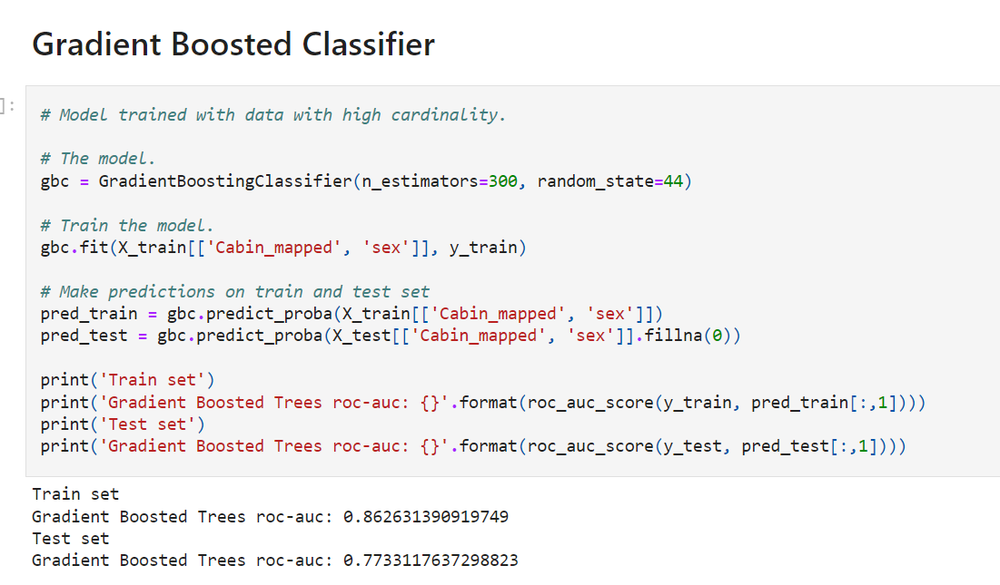 Gradient Boosted Classifier
]:
# Model trained with data with high cardinality.
# The model.
gbc = GradientBoostingClassifier(n_estimators=300, random_state=44)
# Train the model.
gbc.fit(X_train[['Cabin_mapped', 'sex']], y_train)
# Make predictions on train and test set
pred_train = gbc.predict_proba(X_train[['Cabin_mapped', 'sex']])
pred_test = gbc.predict_proba(X_test[['Cabin_mapped', 'sex']].fillna(0))
print('Train set')
print('Gradient Boosted Trees roc-auc: {}'.format(roc_auc_score(y_train, pred_train[:,1])))
print('Test set')
print('Gradient Boosted Trees roc-auc: {}'.format(roc_auc_score(y_test, pred_test[:,1])))
Train set
Gradient Boosted Trees roc-auc: 0.862631390919749
Test set
Gradient Boosted Trees roc-auc: 0.7733117637298823